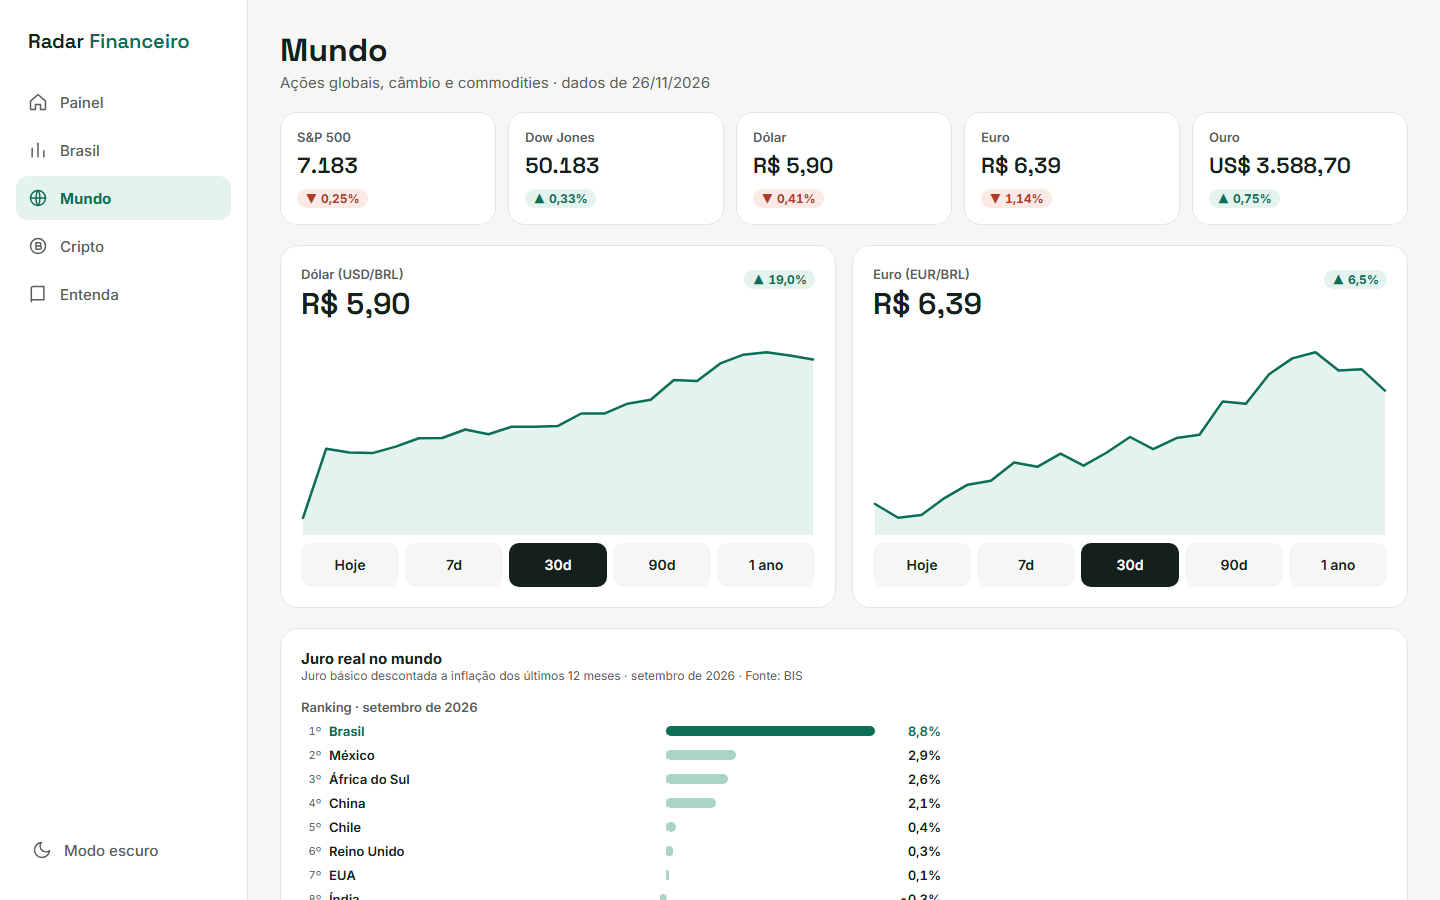 Radar Financeiro
Painel
Brasil
Mundo
Cripto
Entenda
Modo escuro
Mundo
Ações globais, câmbio e commodities · dados de 26/11/2026
S&P 500
7.183
▼ 0,25%
Dow Jones
50.183
▲ 0,33%
Dólar
R$ 5,90
▼ 0,41%
Euro
R$ 6,39
▼ 1,14%
Ouro
US$ 3.588,70
▲ 0,75%
Dólar (USD/BRL)
R$ 5,90
▲ 19,0%
Hoje 7d 30d 90d 1 ano
Euro (EUR/BRL)
R$ 6,39
▲ 6,5%
Hoje 7d 30d 90d 1 ano
Juro real no mundo
Juro básico descontada a inflação dos últimos 12 meses · setembro de 2026 · Fonte: BIS
Ranking · setembro de 2026
1º Brasil 8,8%
2º México 2,9%
3º África do Sul 2,6%
4º China 2,1%
5º Chile 0,4%
6º Reino Unido 0,3%
7º EUA 0,1%
8º Índia -0,3%